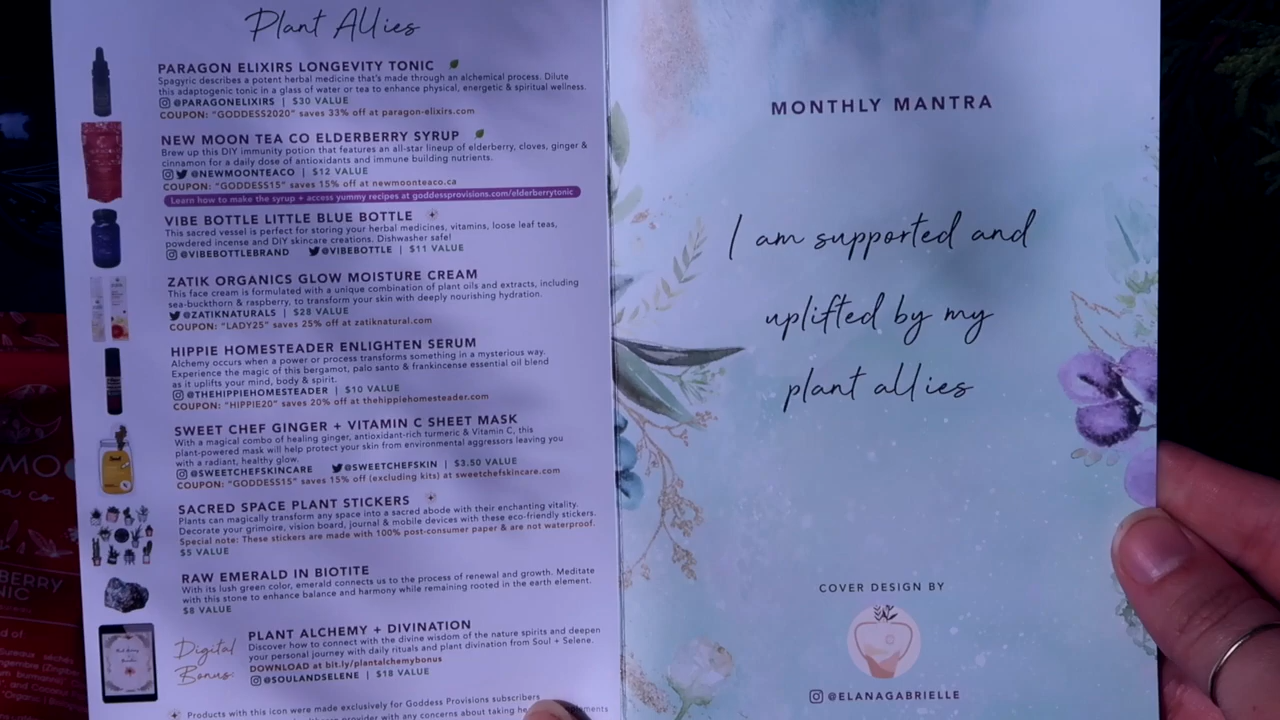 Plant Allies
PARAGON ELIXIRS LONGEVITY TONIC
Spagyric describes a potent herbal medicine that's made through an alchemical process. Dilute
this adaptogenic tonic in a glass of water or tea to enhance physical, energetic & spiritual wellness.
@PARAGONELIXIRS | $30 VALUE
COUPON: "GODDESS2020" saves 33% off at paragon-elixirs.com
NEW MOON TEA CO ELDERBERRY SYRUP
Brew up this DIY immunity potion that features an all-star lineup of elderberry, cloves, ginger &
cinnamon for a daily dose of antioxidants and immune building nutrients.
@NEWMOONTEACO | $12 VALUE
COUPON: "GODDESS15" saves 15% off at newmoonteaco.ca
Learn how to make the syrup + access yummy recipes at goddessprovisions.com/elderberrytonic
VIBE BOTTLE LITTLE BLUE BOTTLE
This sacred vessel is perfect for storing your herbal medicines, vitamins, loose leaf teas,
powdered incense and DIY skincare creations. Dishwasher safe!
@VIBEBOTTLEBRAND @VIBEBOTTLE | $11 VALUE
ZATIK ORGANICS GLOW MOISTURE CREAM
This face cream is formulated with a unique combination of plant oils and extracts, including
sea-buckthorn & raspberry, to transform your skin with deeply nourishing hydration.
@ZATIKNATURALS | $28 VALUE
COUPON: "LADY25" saves 25% off at zatiknatural.com
HIPPIE HOMESTEADER ENLIGHTEN SERUM
Alchemy occurs when a power or process transforms something in a mysterious way.
Experience the magic of this bergamot, palo santo & frankincense essential oil blend
as it uplifts your mind, body & spirit.
@THEHIPPIEHOMESTEADER | $10 VALUE
COUPON: "HIPPIE20" saves 20% off at thehippiehomesteader.com
SWEET CHEF GINGER + VITAMIN C SHEET MASK
With a magical combo of healing ginger, antioxidant-rich turmeric & Vitamin C, this
plant-powered mask will help protect your skin from environmental aggressors leaving you
with a radiant, healthy glow.
@SWEETCHEFSKINCARE @SWEETCHEFSKIN | $3.50 VALUE
COUPON: "GODDESS15" saves 15% off (excluding kits) at sweetchefskincare.com
SACRED SPACE PLANT STICKERS
Plants can magically transform any space into a sacred abode with their enchanting vitality.
Decorate your grimoire, vision board, journal & mobile devices with these eco-friendly stickers.
Special note: These stickers are made with 100% post-consumer paper & are not waterproof.
$5 VALUE
RAW EMERALD IN BIOTITE
With its lush green color, emerald connects us to the process of renewal and growth. Meditate
with this stone to enhance balance and harmony while remaining rooted in the earth element.
$8 VALUE
Digital
Bonus:
PLANT ALCHEMY + DIVINATION
Discover how to connect with the divine wisdom of the nature spirits and deepen
your personal journey with daily rituals and plant divination from Soul + Selene.
DOWNLOAD at bit.ly/plantalchemybonus
@SOULANDSELENE | $18 VALUE
Products with this icon were made exclusively for Goddess Provisions subscribers
provider with any concerns about taking
MONTHLY MANTRA
I am supported and
uplifted by my
plant allies
COVER DESIGN BY
@ELANAGABRIELLE